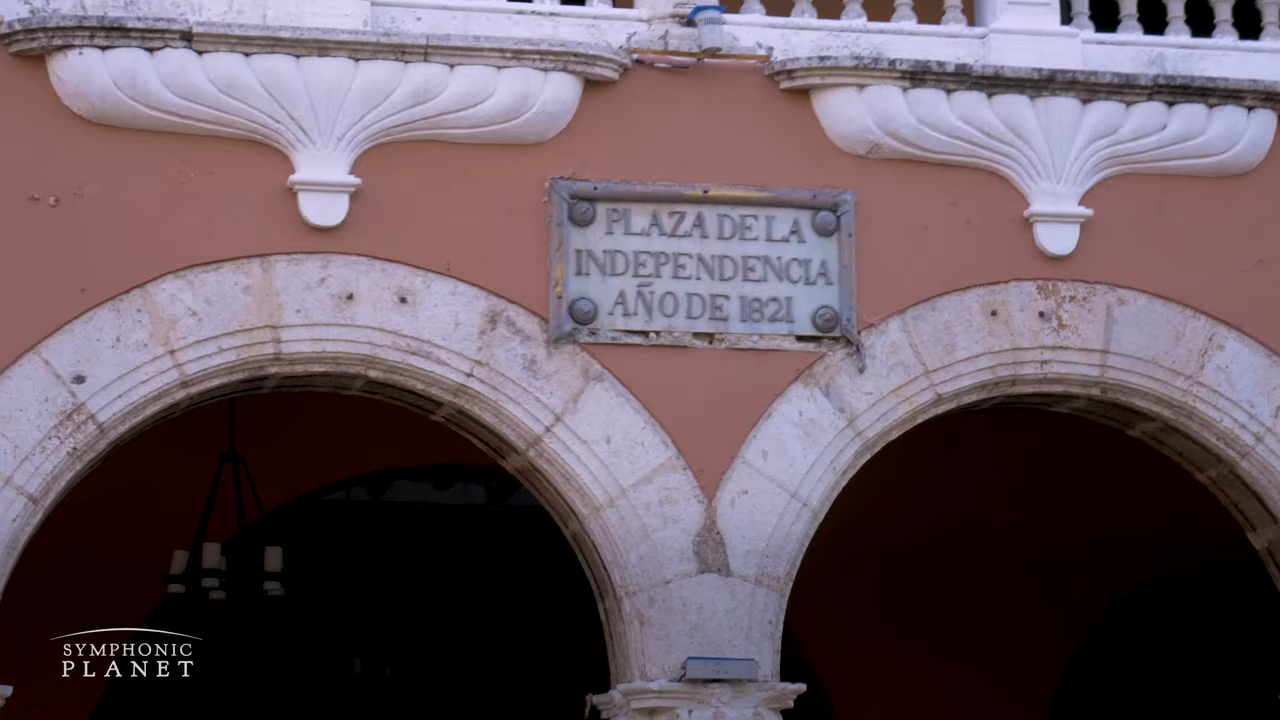 PLAZA DE LA
INDEPENDENCIA
AÑO DE 1821
SYMPHONIC
PLANET